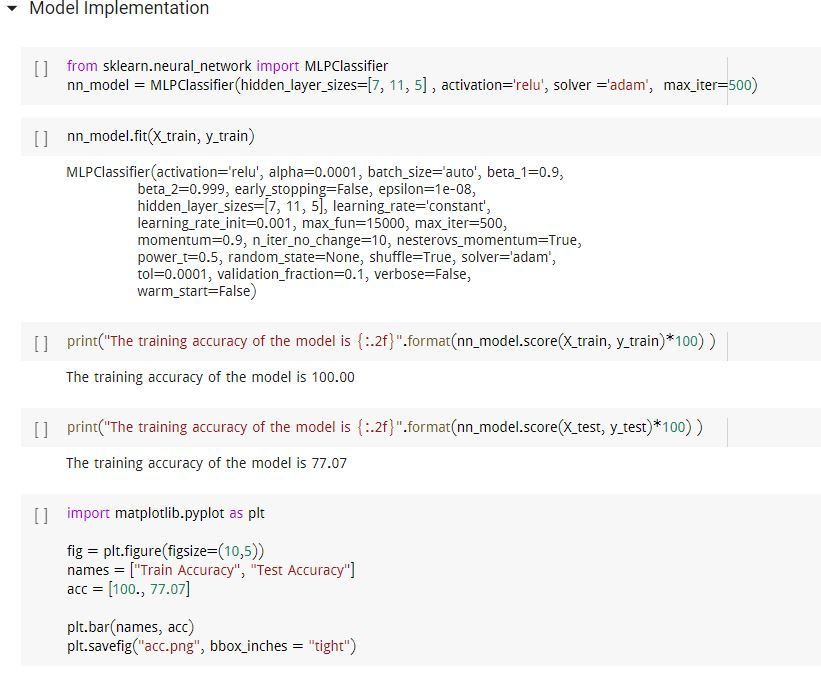 Model Implementation
[ ] from sklearn.neural_network import MLPClassifier
nn_model = MLPClassifier(hidden_layer_sizes=[7, 11, 5] , activation='relu', solver ='adam',  max_iter=500)
[ ] nn_model.fit(X_train, y_train)
MLPClassifier(activation='relu', alpha=0.0001, batch_size='auto', beta_1=0.9,
beta_2=0.999, early_stopping=False, epsilon=1e-08,
hidden_layer_sizes=[7, 11, 5], learning_rate='constant',
learning_rate_init=0.001, max_fun=15000, max_iter=500,
momentum=0.9, n_iter_no_change=10, nesterovs_momentum=True,
power_t=0.5, random_state=None, shuffle=True, solver='adam',
tol=0.0001, validation_fraction=0.1, verbose=False,
warm_start=False)
[ ] print("The training accuracy of the model is {:.2f}".format(nn_model.score(X_train, y_train)*100) )
The training accuracy of the model is 100.00
[ ] print("The training accuracy of the model is {:.2f}".format(nn_model.score(X_test, y_test)*100) )
The training accuracy of the model is 77.07
[ ] import matplotlib.pyplot as plt
fig = plt.figure(figsize=(10,5))
names = ["Train Accuracy", "Test Accuracy"]
acc = [100., 77.07]
plt.bar(names, acc)
plt.savefig("acc.png", bbox_inches = "tight")